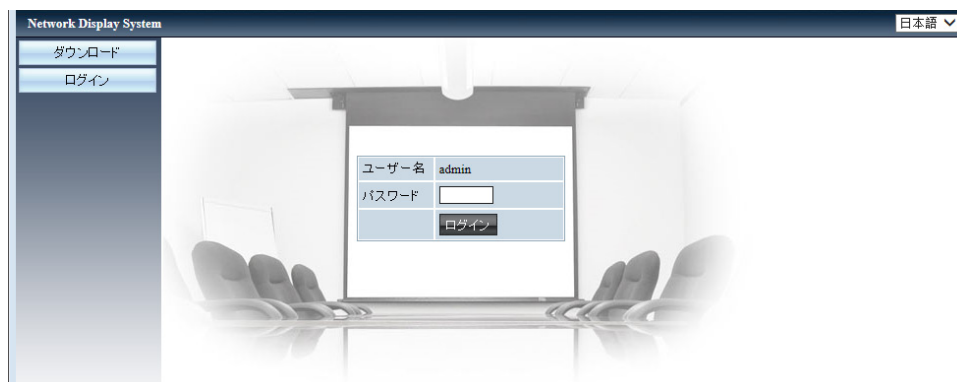 Network Display System
日本語
ダウンロード
ログイン
ユーザー名 admin
パスワード
ログイン